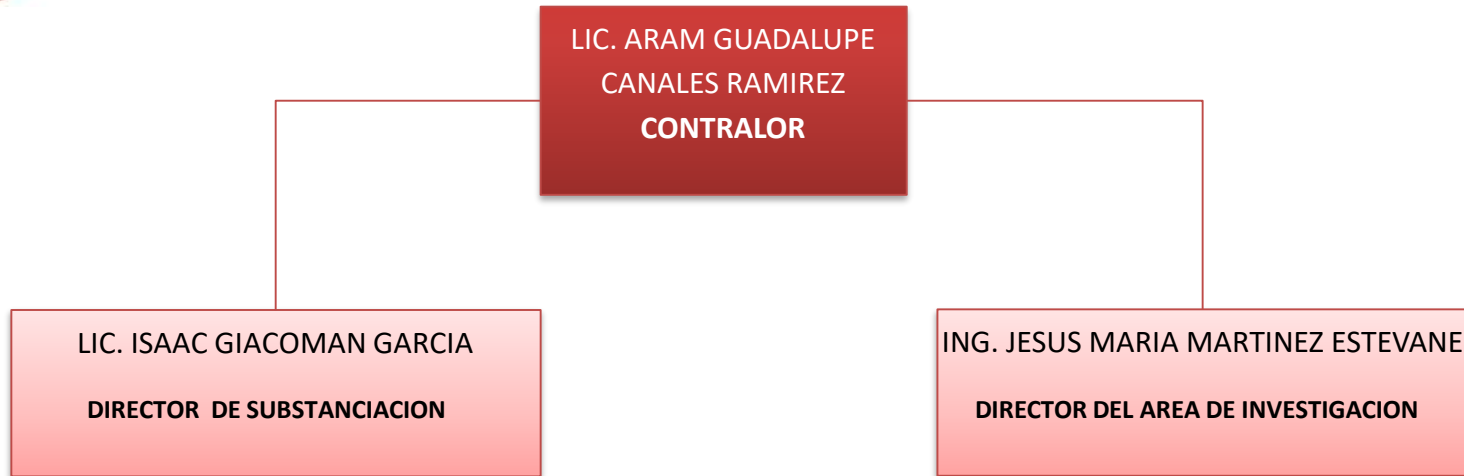 LIC. ARAM GUADALUPE
CANALES RAMIREZ
CONTRALOR
LIC. ISAAC GIACOMAN GARCIA
DIRECTOR DE SUBSTANCIACION
ING. JESUS MARIA MARTINEZ ESTEVANE
DIRECTOR DEL AREA DE INVESTIGACION